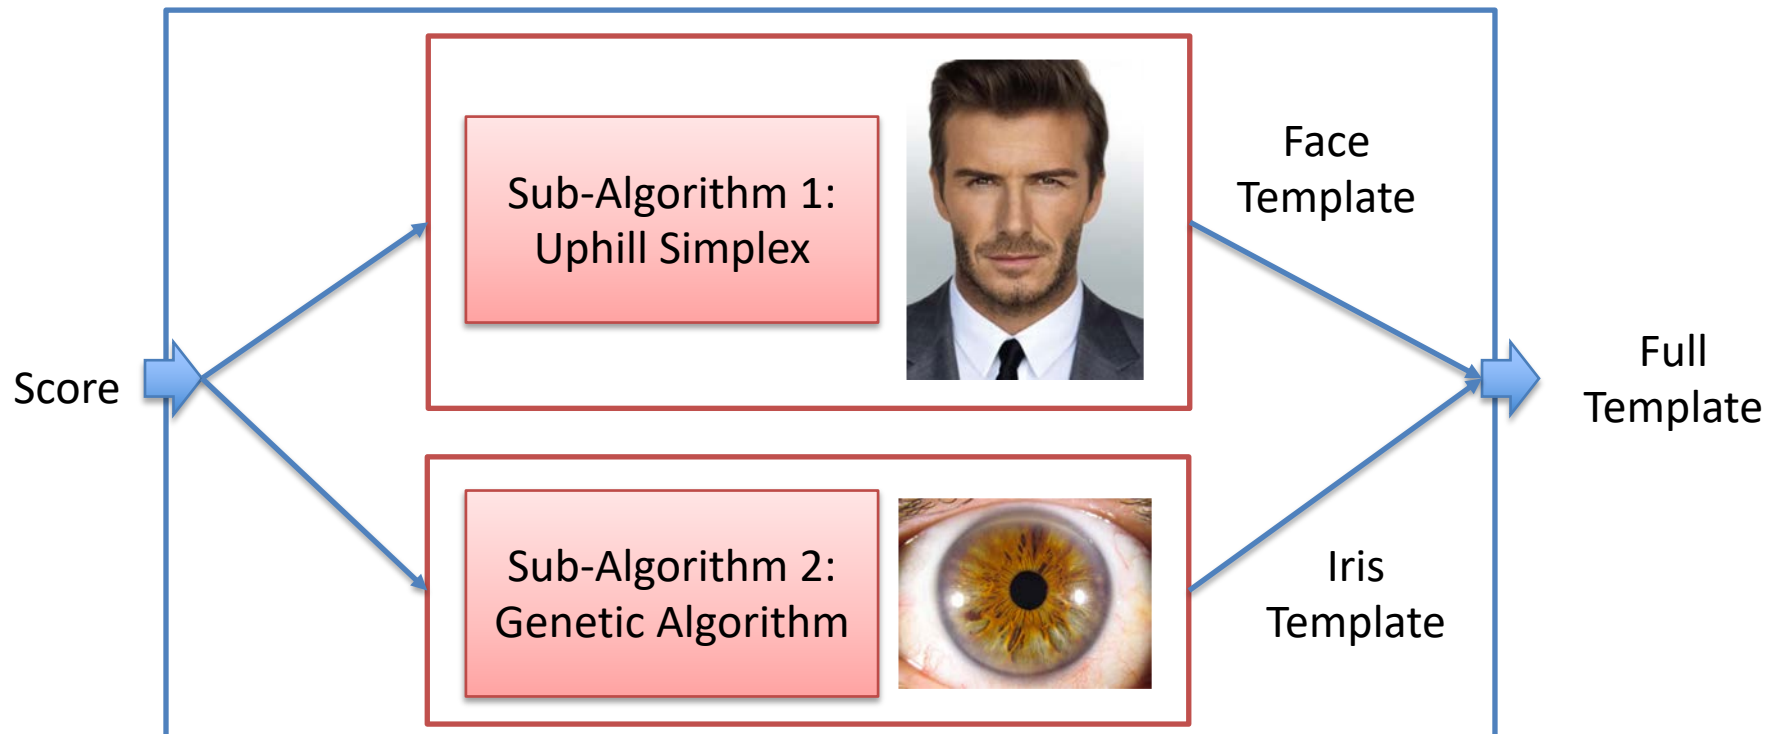 Score
Sub-Algorithm 1:
Uphill Simplex
Face
Template
Sub-Algorithm 2:
Genetic Algorithm
Iris
Template
Full
Template